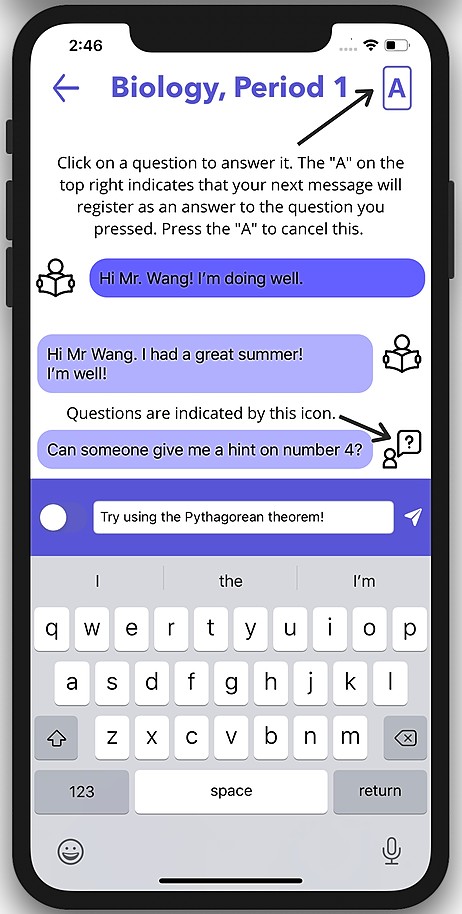 2:46
Biology, Period 1
A
Click on a question to answer it. The "A" on the
top right indicates that your next message will
register as an answer to the question you
pressed. Press the "A" to cancel this.
Hi Mr. Wang! I'm doing well.
Hi Mr Wang. I had a great summer!
I'm well!
Questions are indicated by this icon.
?
Can someone give me a hint on number 4?
Try using the Pythagorean theorem!
I the I'm
q w e r t y u i o p
a s d f g h j k l
z x c v b n m
123 space return